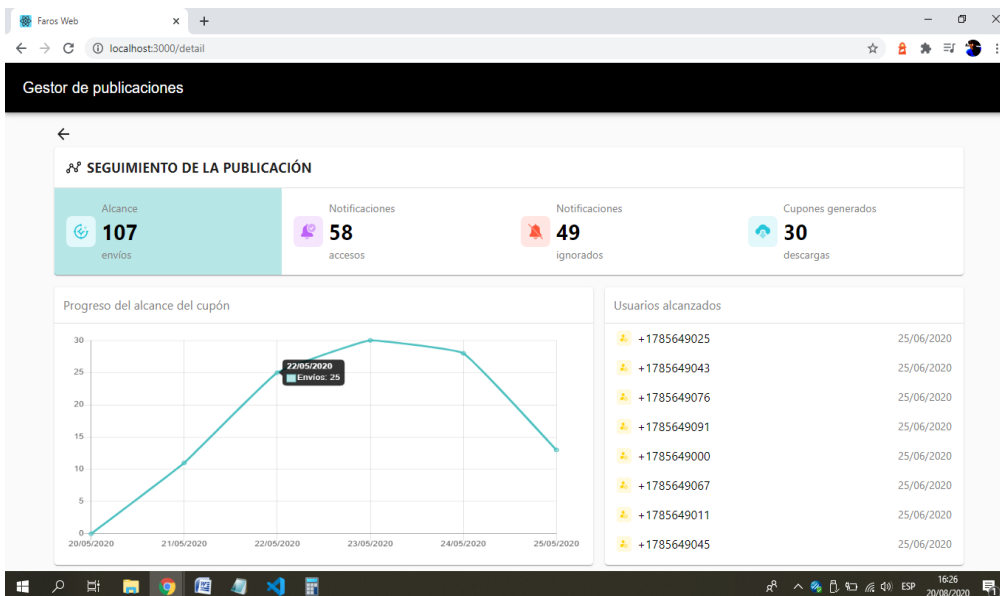 Faros Web
localhost:3000/detail
Gestor de publicaciones
SEGUIMIENTO DE LA PUBLICACIÓN
Alcance
107
envíos
Notificaciones
58
accesos
Notificaciones
49
ignorados
Cupones generados
30
descargas
Progreso del alcance del cupón
30
25
20
15
10
5
0
22/05/2020
Envíos: 25
20/05/2020 21/05/2020 22/05/2020 23/05/2020 24/05/2020 25/05/2020
Usuarios alcanzados
+1785649025 25/06/2020
+1785649043 25/06/2020
+1785649076 25/06/2020
+1785649091 25/06/2020
+1785649000 25/06/2020
+1785649067 25/06/2020
+1785649011 25/06/2020
+1785649045 25/06/2020
ESP
16:26
20/08/2020